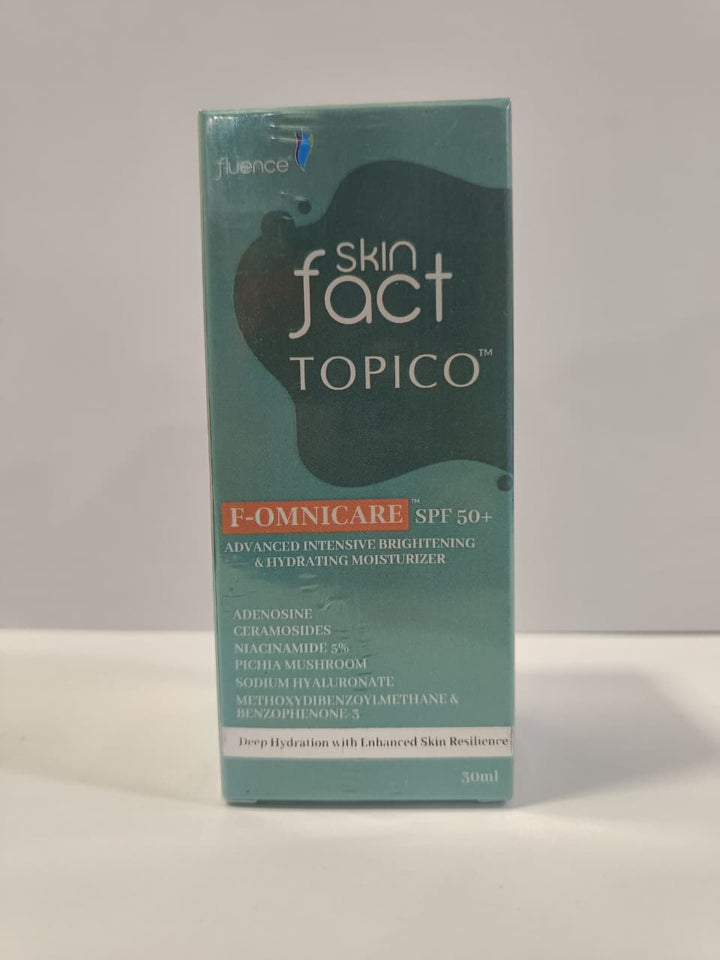 fluence
skin
fact
TOPICO™
F-OMNICARE™ SPF 50+
ADVANCED INTENSIVE BRIGHTENING
& HYDRATING MOISTURIZER
ADENOSINE
CERAMOSIDES
NIACINAMIDE 5%
PICHIA MUSHROOM
SODIUM HYALURONATE
METHOXYDIBENZOYLMETHANE &
BENZOPHENONE-3
Deep Hydration with Enhanced Skin Resilience
30ml